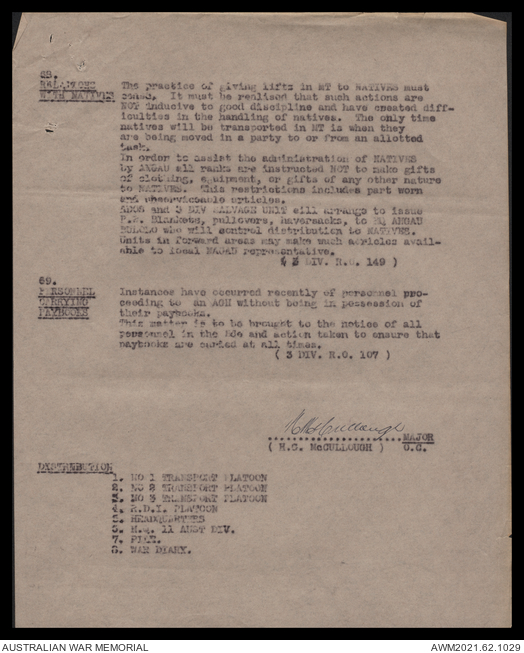 68.
RELATIONS The practice of giving lifts in MT to NATIVES must
WITH NATIVES cease. It must be realised that such actions are
NOT inducive to good discipline and have created diff-
iculties in the handling of natives. The only time
natives will be transported in MT is when they
are being moved in a party to or from an allotted
task.
In order to assist the administration of NATIVES
by ANGAU all ranks are instructed NOT to make gifts
of clothing, equipment, or gifts of any other nature
to NATIVES. This restrictions includes part worn
and unserviceable articles.
ADOS and 3 DIV SALVAGE UNIT will arrange to issue
P.W. Blankets, pullovers, haversacks, to HQ ANGAU
BULOLO who will control distribution to NATIVES.
Units in forward areas may make such articles avail-
able to local representative.
( 3 DIV. R.O. 149 )
69.
PERSONNEL Instances have occurred recently of personnel pro-
CARRYING ceeding to an AGH without being in possession of
PAYBOOKS their paybooks.
This matter is to be brought to the notice of all
personnel in the Bde and action taken to ensure that
paybooks are caried at all times.
( 3 DIV. R.O. 107 )
....................MAJOR
( H.S. McCULLOUGH ) O.C.
DISTRIBUTION
1. NO 1 TRANSPORT PLATOON
2. NO 2 TRANSPORT PLATOON
3. NO 3 TRANSPORT PLATOON
4. R.D.I. PLATOON
5. HEADQUARTERS
6. H.Q. 11 AUST DIV.
7. FILE.
8. WAR DIARY.
AUSTRALIAN WAR MEMORIAL AWM2021.62.1029